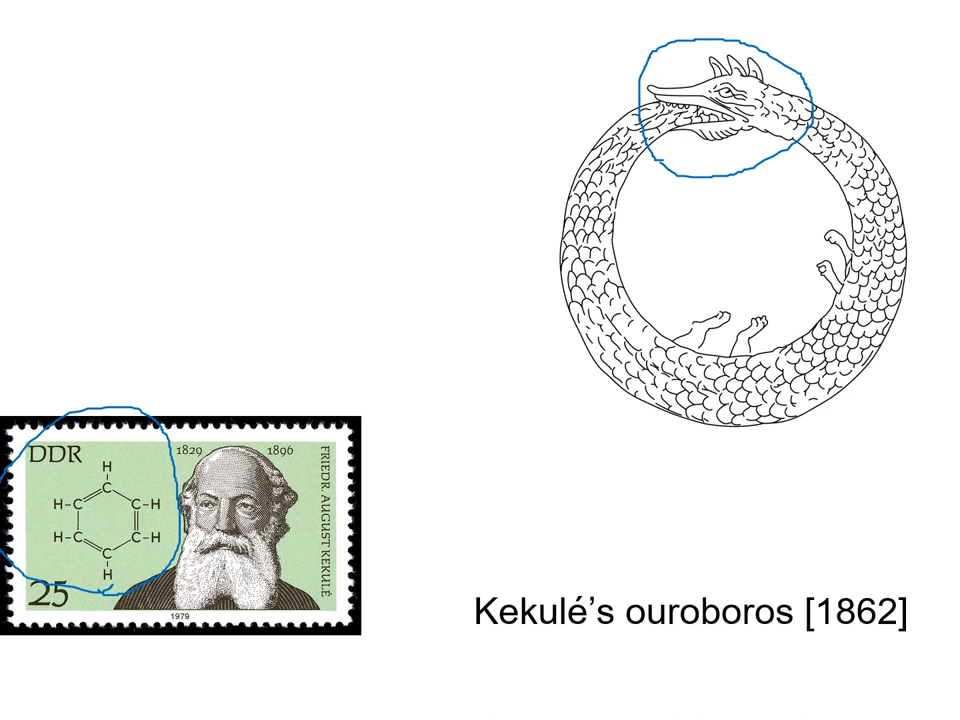 DDR
1829 1896
FRIEDR. AUGUST KEKULÉ
H
C
H-C C-H
H-C C-H
C
H
25
1979
Kekulé’s ouroboros [1862]